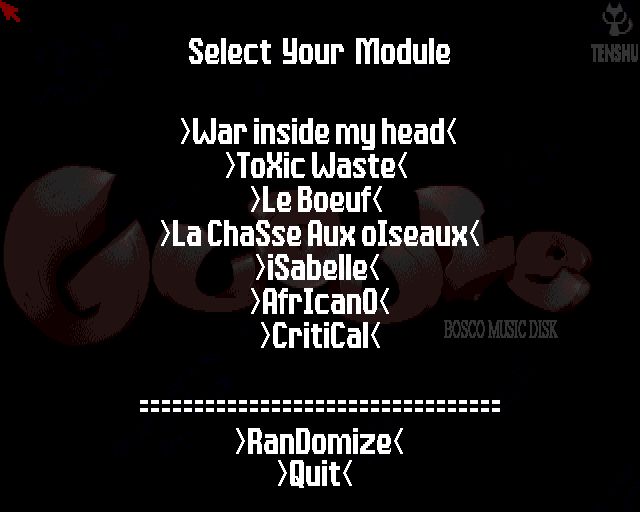 Select Your Module
TENSHU
>War inside my head<
>ToXic Waste<
>Le Boeuf<
>La ChaSse Aux oIseaux<
>iSabelle<
>AfrIcanO<
>CritiCal<
BOSCO MUSIC DISK
=================================
>RanDomize<
>Quit<